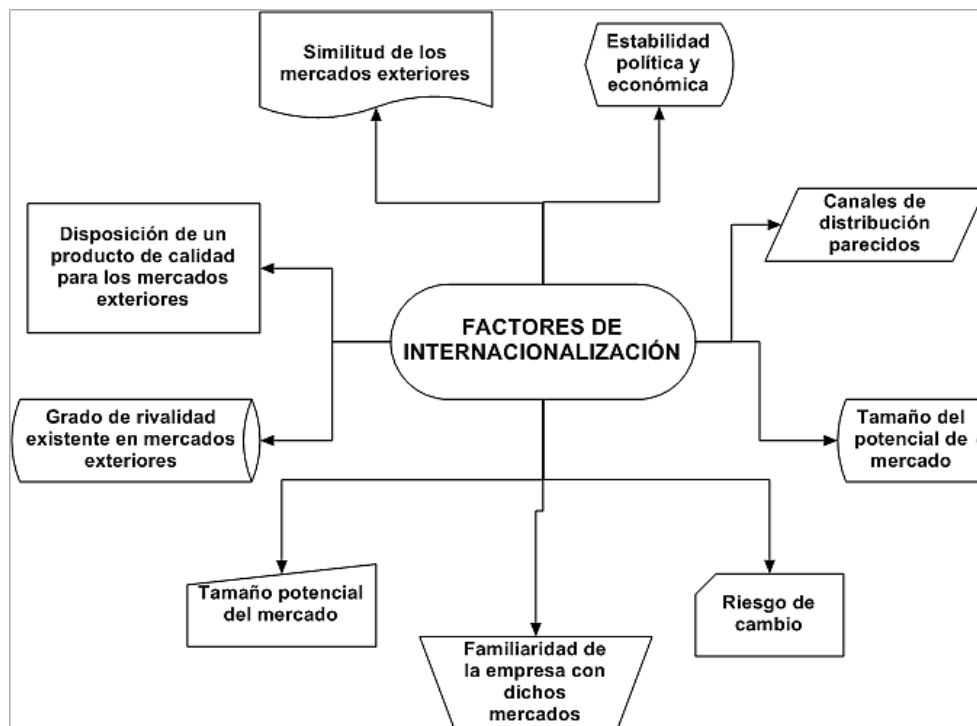 Similitud de los
mercados exteriores
Estabilidad
política y
económica
Disposición de un
producto de calidad
para los mercados
exteriores
Canales de
distribución
parecidos
FACTORES DE
INTERNACIONALIZACIÓN
Grado de rivalidad
existente en mercados
exteriores
Tamaño del
potencial de
mercado
Tamaño potencial
del mercado
Familiaridad de
la empresa con
dichos
mercados
Riesgo de
cambio